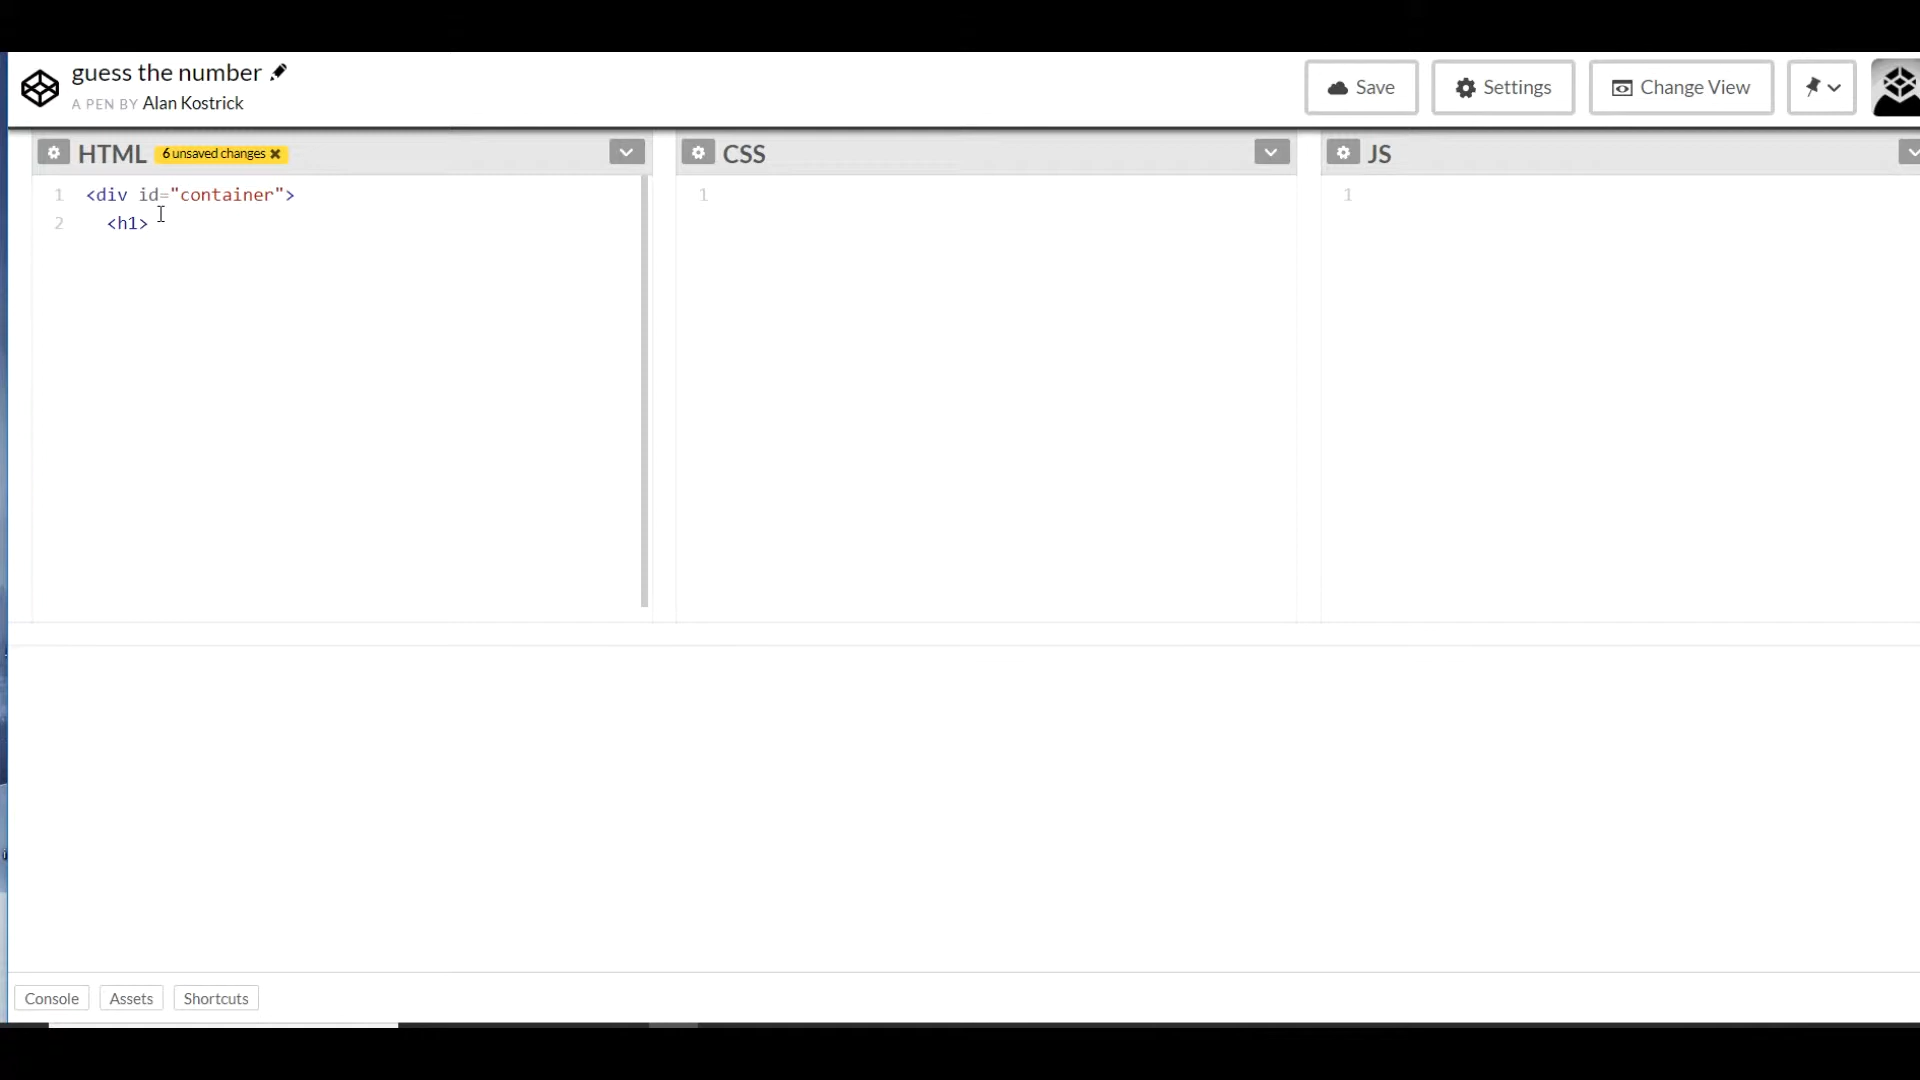 guess the number
A PEN BY Alan Kostrick
Save
Settings
Change View
HTML
6 unsaved changes
CSS
JS
1 <div id="container">
2 <h1>
1
1
Console
Assets
Shortcuts